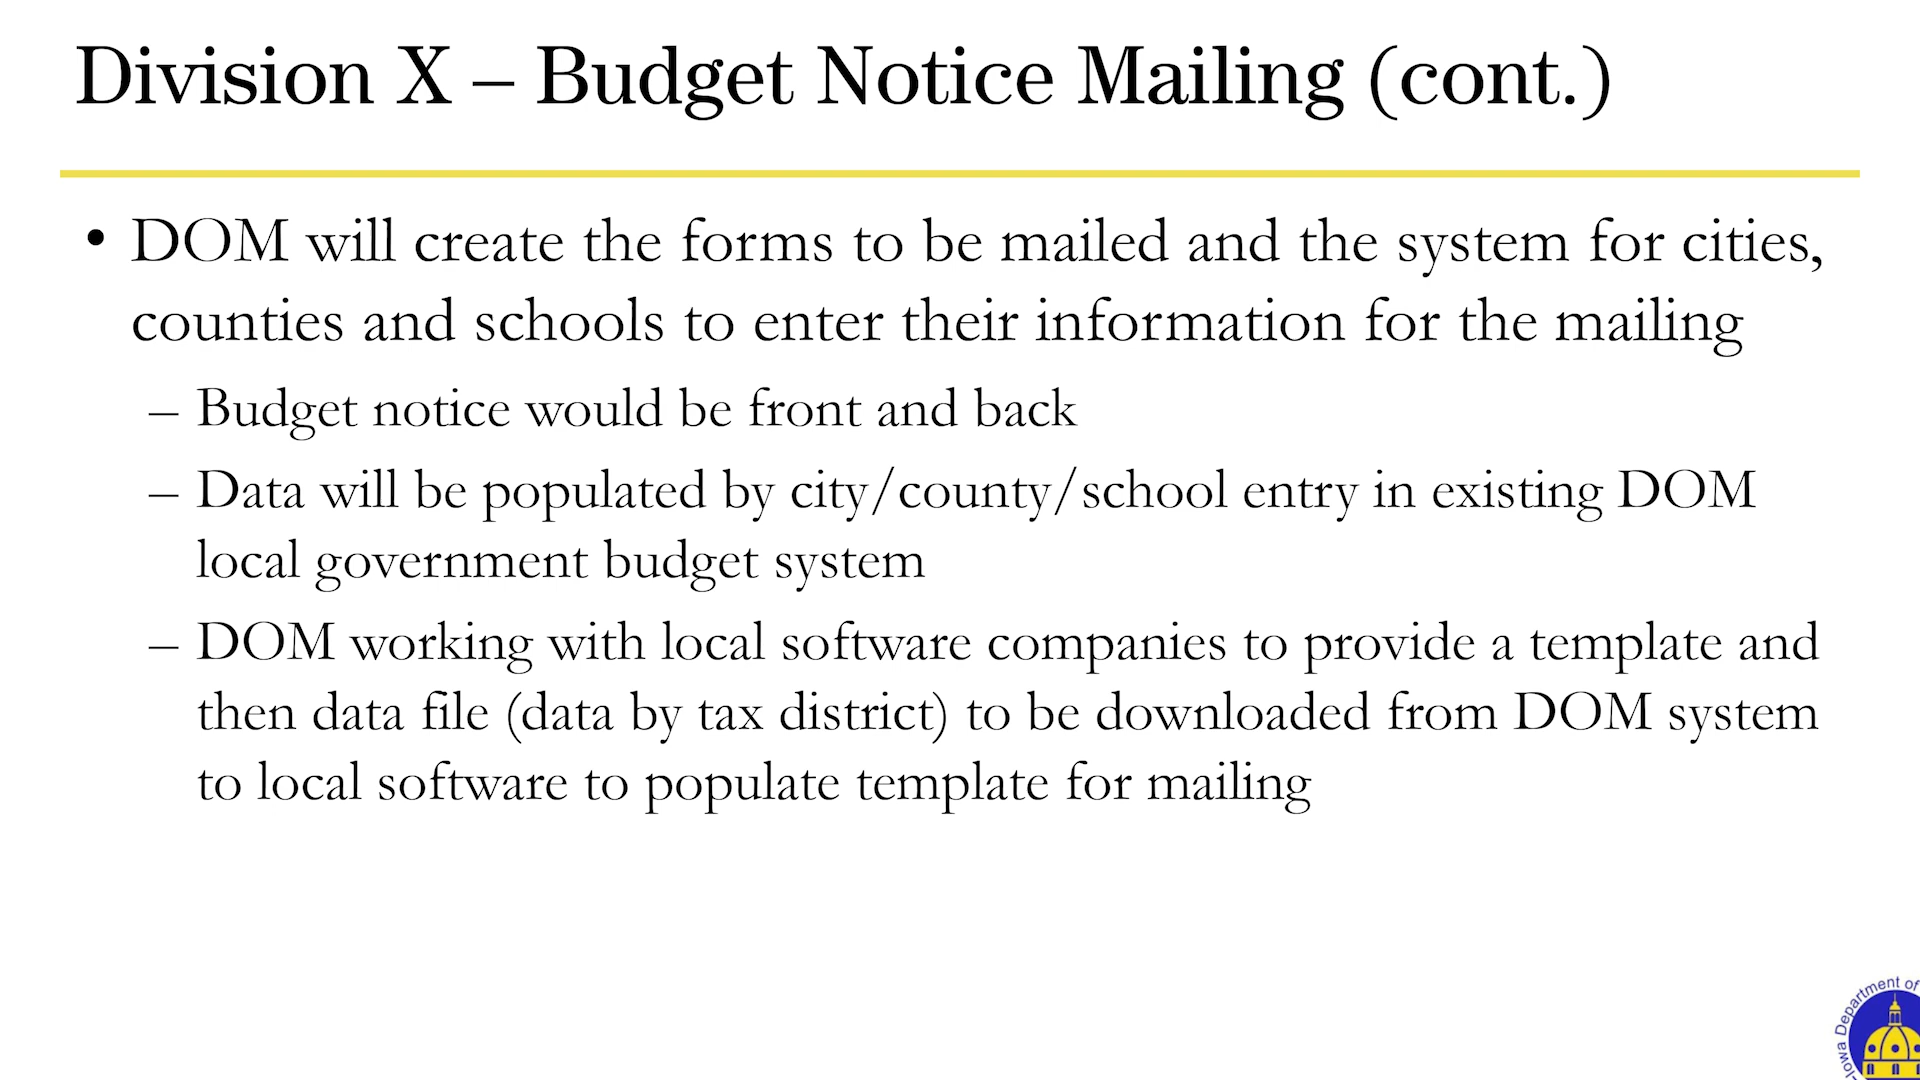 Division X – Budget Notice Mailing (cont.)
• DOM will create the forms to be mailed and the system for cities,
counties and schools to enter their information for the mailing
– Budget notice would be front and back
– Data will be populated by city/county/school entry in existing DOM
local government budget system
– DOM working with local software companies to provide a template and
then data file (data by tax district) to be downloaded from DOM system
to local software to populate template for mailing
Iowa Department of